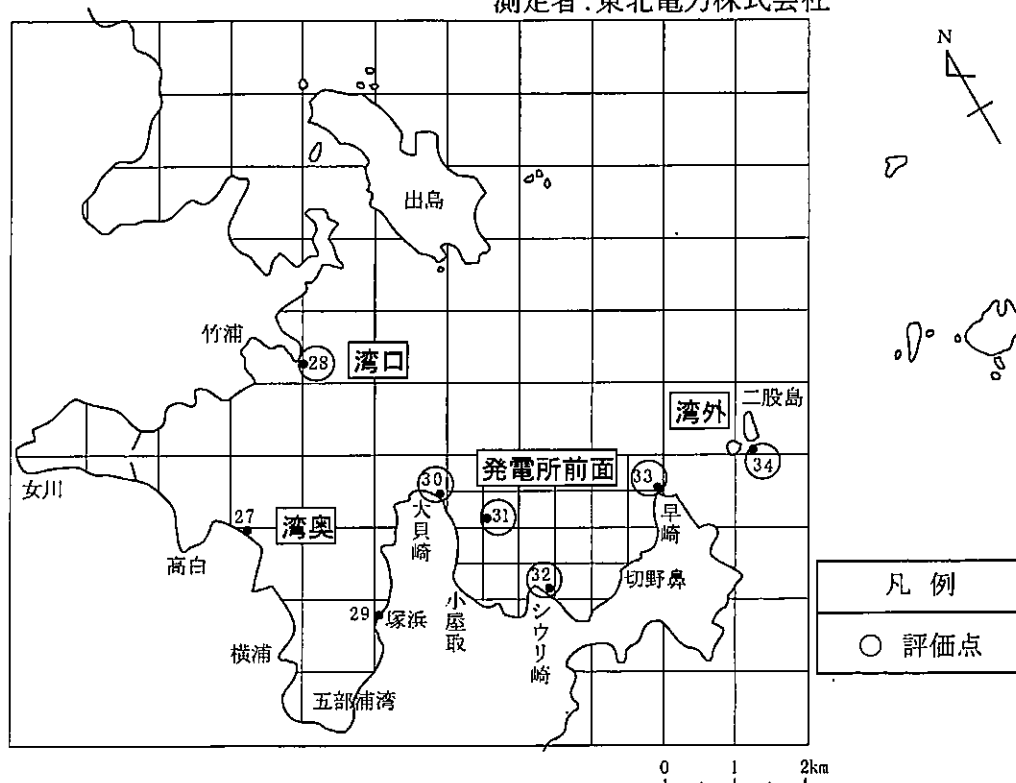 測定者:東北電力株式会社
N
出島
竹浦
28
湾口
湾外
二股島
34
発電所前面
30
33
31
大貝崎
早崎
女川
27
湾奥
高白
32
切野鼻
29
塚浜
小屋取
シウリ崎
横浦
五部浦湾
凡例
○ 評価点
0 1 2km